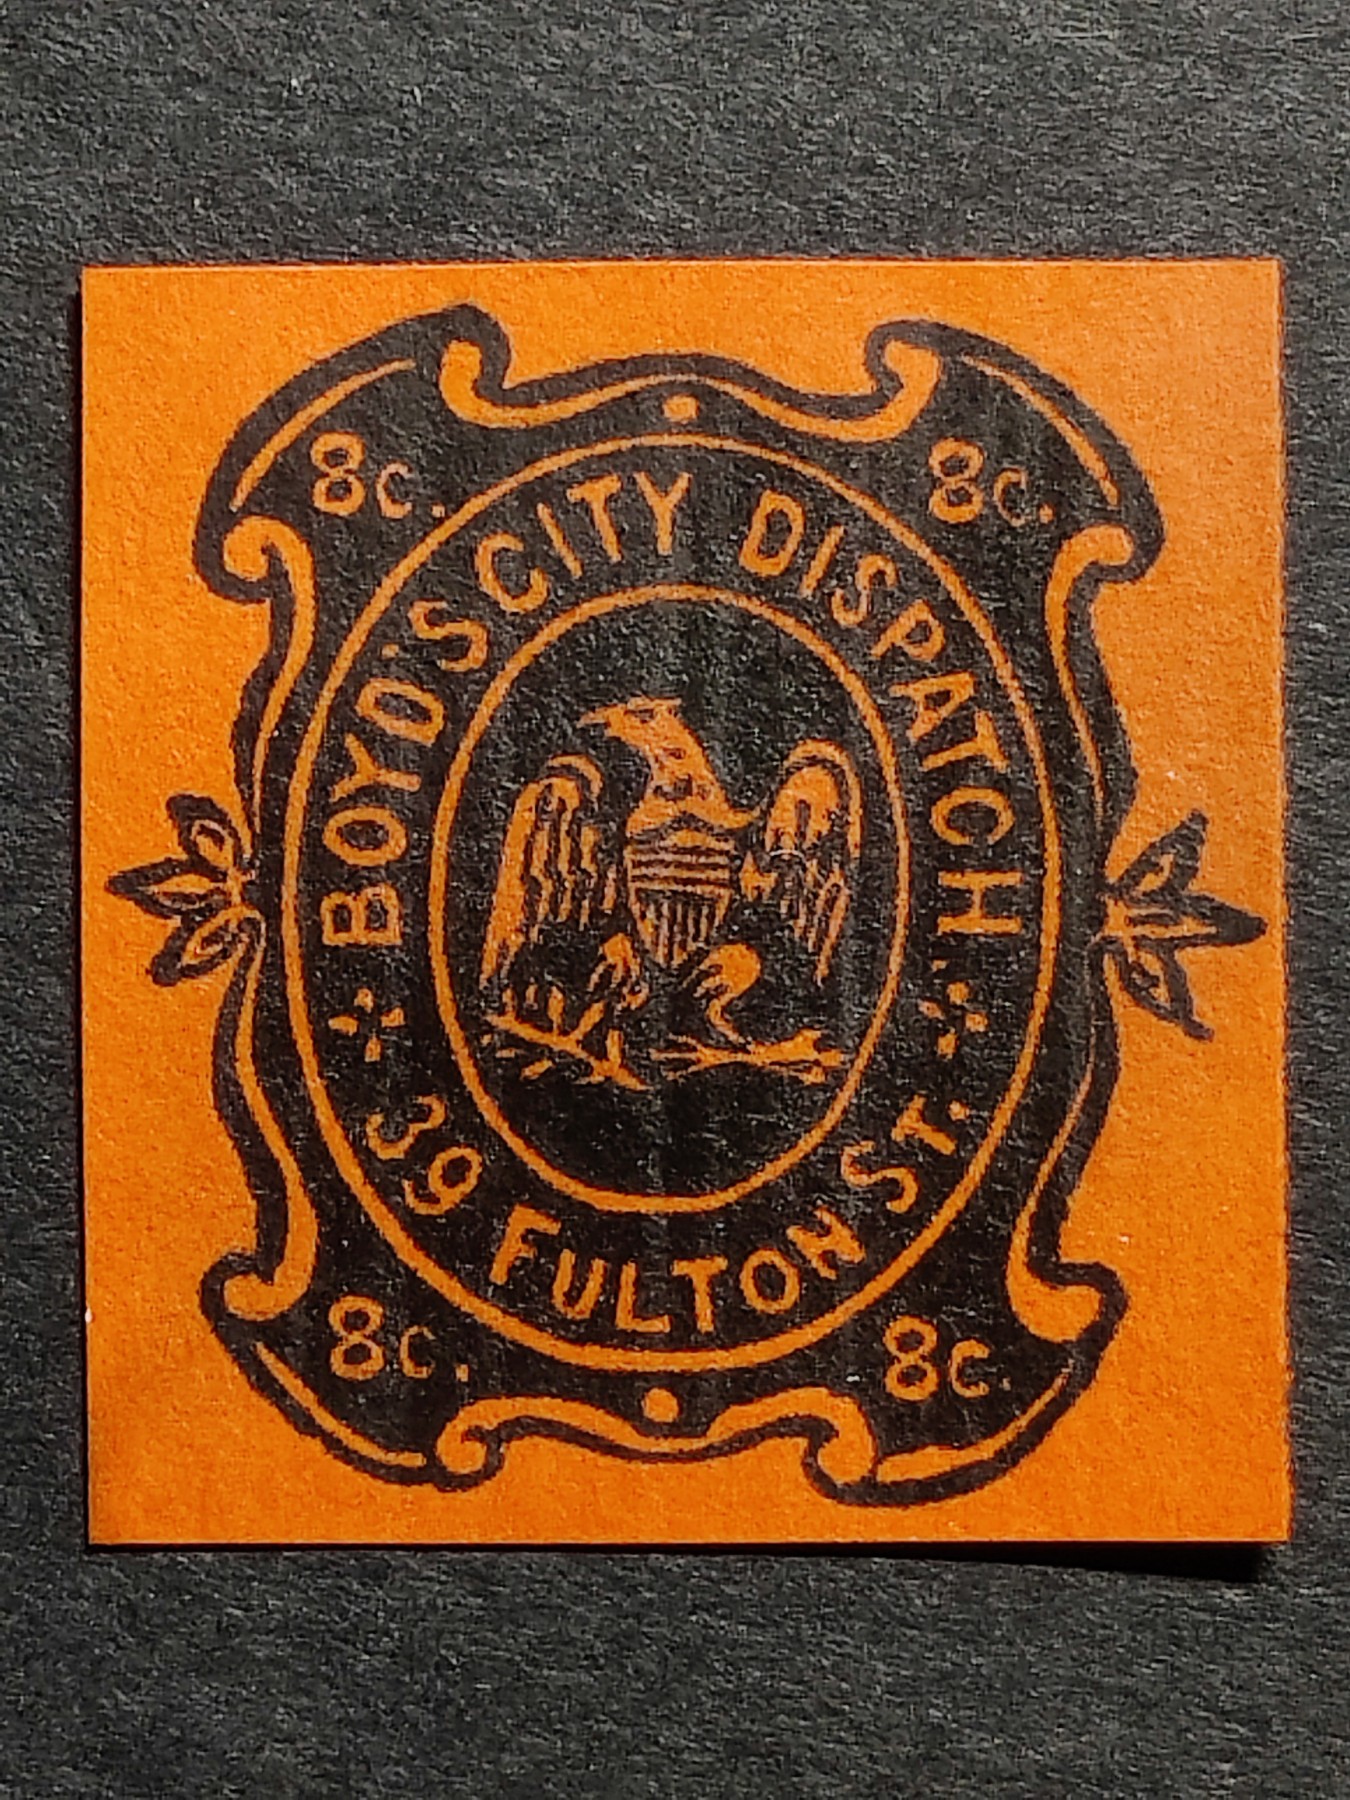 8c. 8c.
BOYD'S CITY DISPATCH
39 FULTON ST.
8c. 8c.